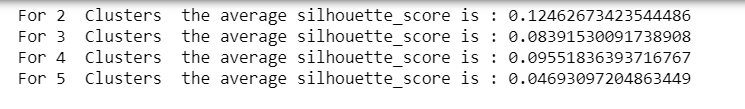 For 2  Clusters  the average silhouette_score is : 0.12462673423544486
For 3  Clusters  the average silhouette_score is : 0.08391530091738908
For 4  Clusters  the average silhouette_score is : 0.09551836393716767
For 5  Clusters  the average silhouette_score is : 0.04693097204863449